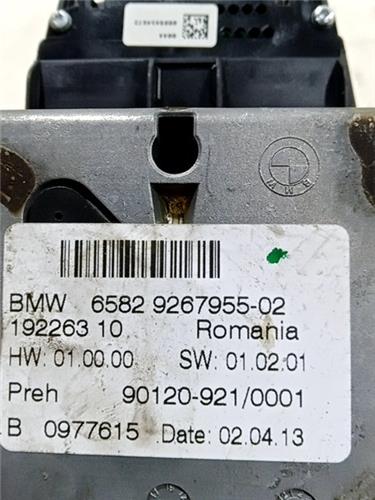 BMW 6582 9267955-02
192263 10 Romania
HW: 01.00.00 SW: 01.02.01
Preh 90120-921/0001
B 0977615 Date: 02.04.13